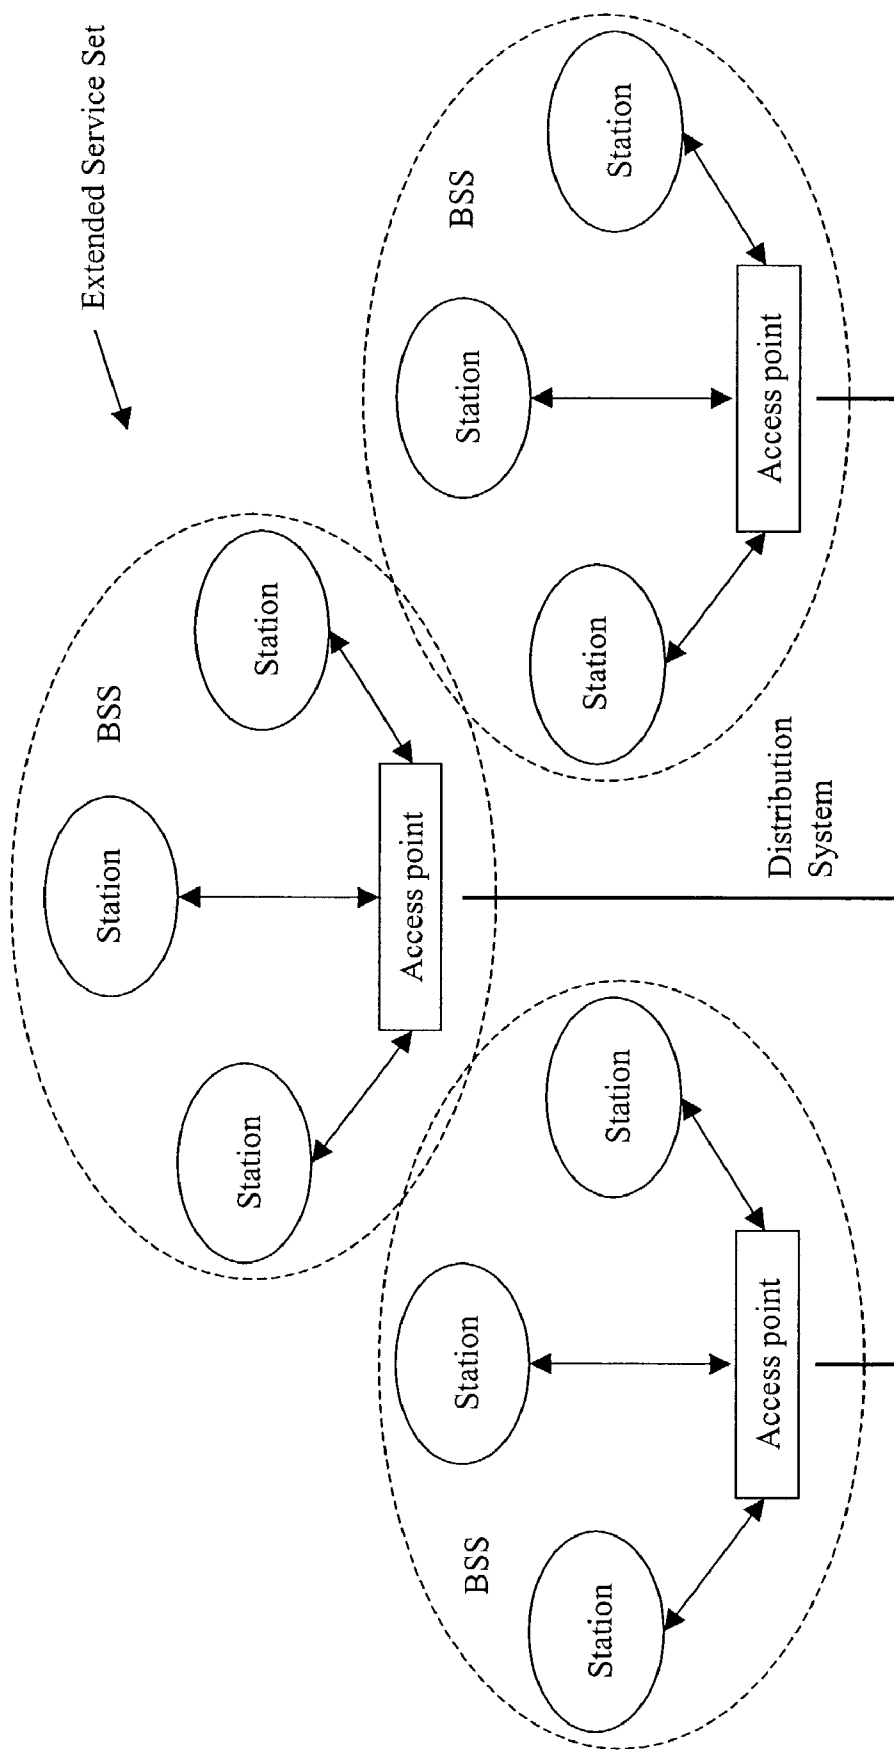 Extended Service Set
BSS
Station
Station
Station
Access point
BSS
Station
Station
Station
Access point
Distribution
System
BSS
Station
Station
Station
Access point